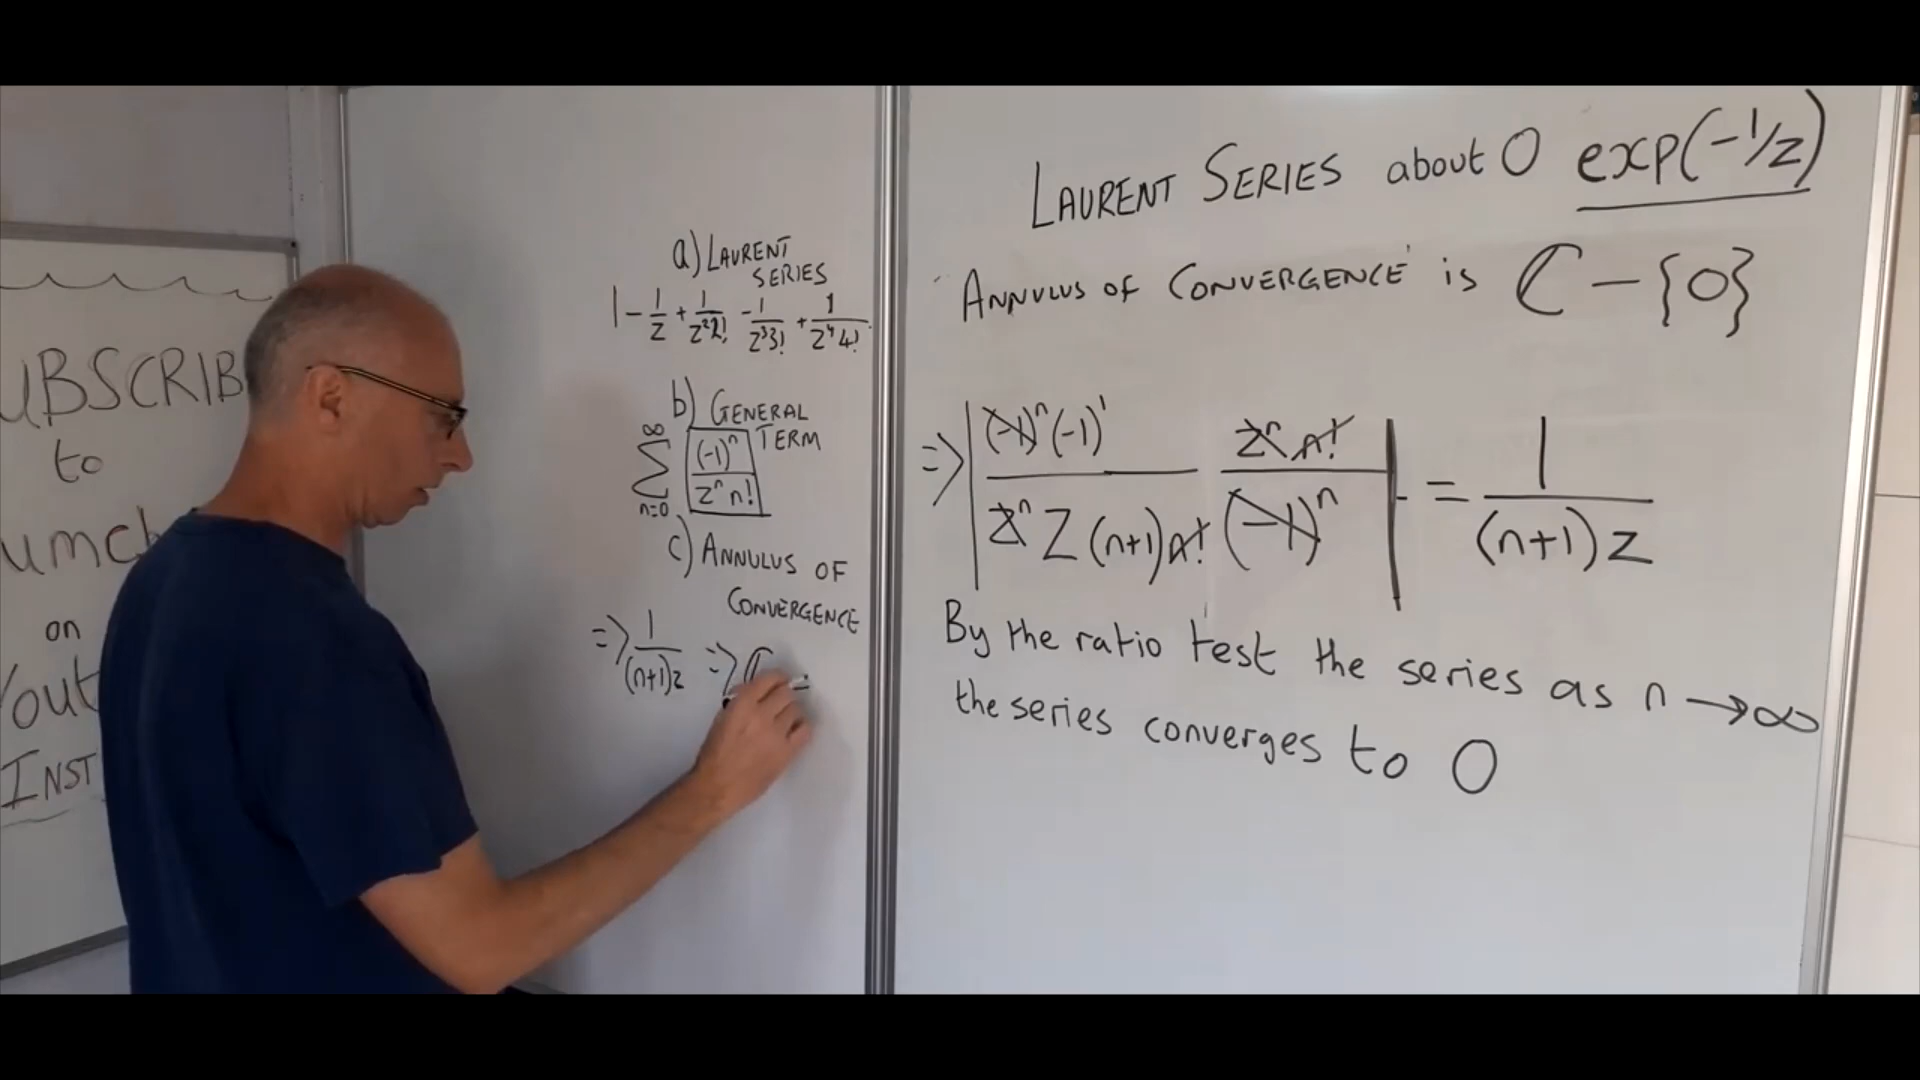 UBSCRIB
to
umch
on
Yout
INST
a) LAURENT
SERIES
1 - 1/z + 1/z²2! - 1/z³3! + 1/z⁴4! .
b) GENERAL
TERM
∞ Σ n=0 (-1)ⁿ / zⁿ n!
c) ANNULUS OF
CONVERGENCE
=> 1/(n+1)z => C -
LAURENT SERIES about 0 exp(-1/z)
ANNULUS OF CONVERGENCE is C - {0}
=> | (-1)ⁿ(-1)¹ / zⁿ z (n+1) n! zⁿ n! / (-1)ⁿ | = 1 / (n+1) z
By the ratio test the series as n → ∞
the series converges to 0